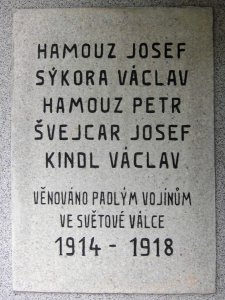 HAMOUZ JOSEF
SÝKORA VÁCLAV
HAMOUZ PETR
ŠVEJCAR JOSEF
KINDL VÁCLAV
VĚNOVÁNO PADLÝM VOJÍNŮM
VE SVĚTOVÉ VÁLCE
1914 - 1918